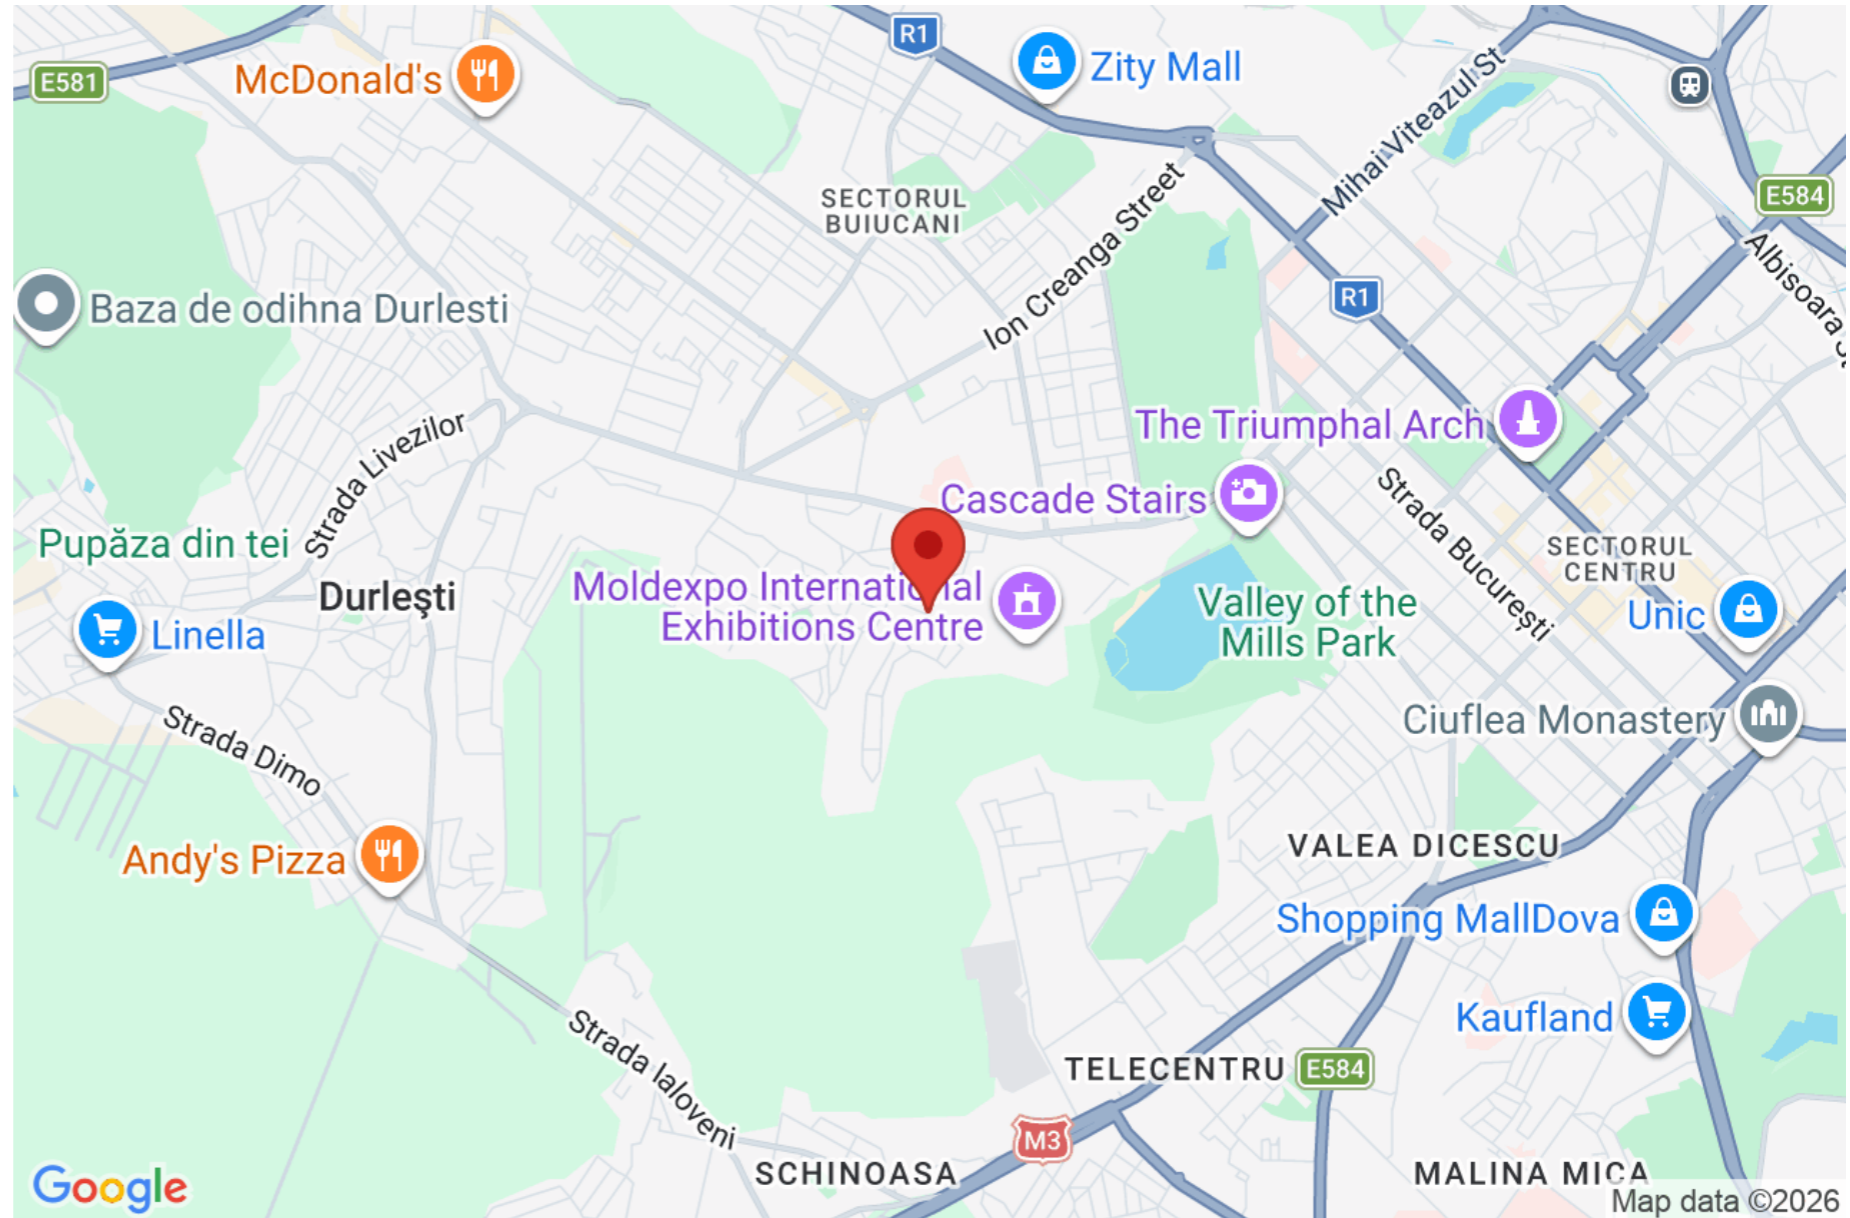 R1
E581
McDonald's
Zity Mall
Mihai Viteazul St
E584
SECTORUL
BUIUCANI
Ion Creanga Street
Albisoara St
Baza de odihna Durlesti
R1
The Triumphal Arch
Strada Livezilor
Cascade Stairs
Strada București
Pupăza din tei
SECTORUL
CENTRU
Durleşti
Moldexpo International
Exhibitions Centre
Valley of the
Mills Park
Unic
Linella
Ciuflea Monastery
Strada Dimo
VALEA DICESCU
Andy's Pizza
Shopping MallDova
Kaufland
Strada Ialoveni
TELECENTRU
E584
M3
SCHINOASA
MALINA MICA
Google
Map data ©2026